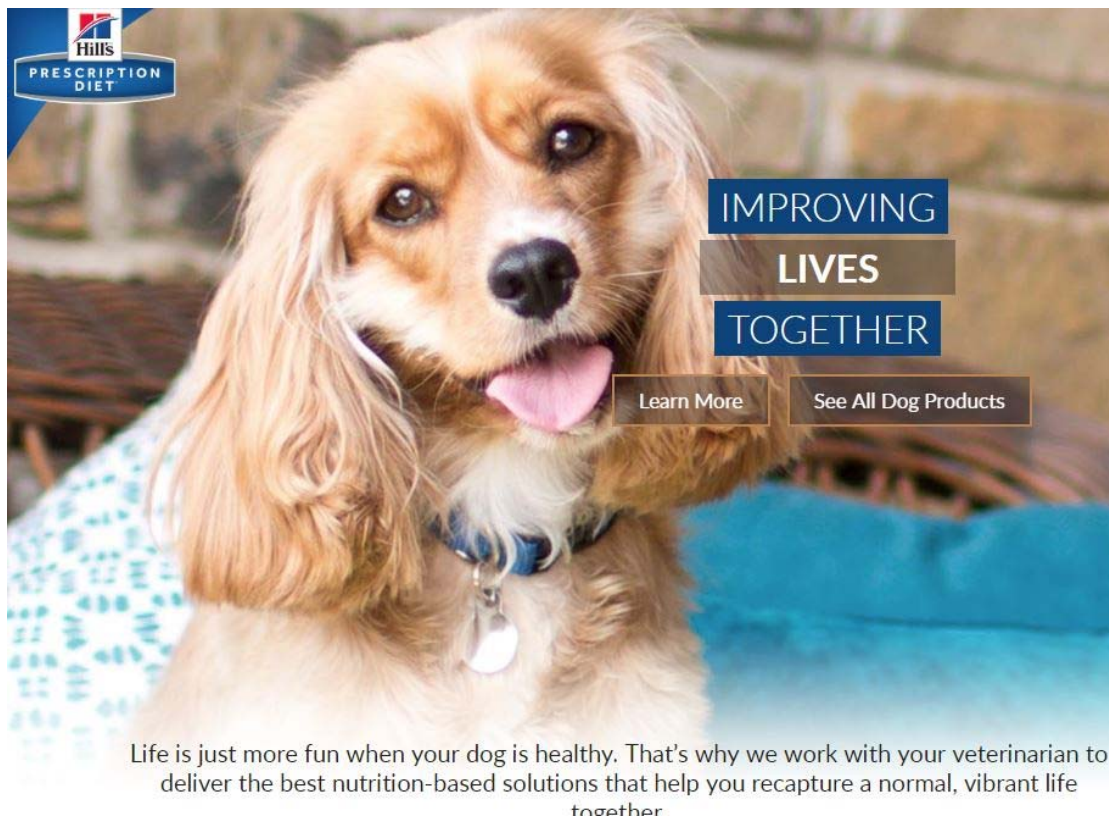 Hill's
PRESCRIPTION
DIET
IMPROVING
LIVES
TOGETHER
Learn More
See All Dog Products
Life is just more fun when your dog is healthy. That's why we work with your veterinarian to
deliver the best nutrition-based solutions that help you recapture a normal, vibrant life
together